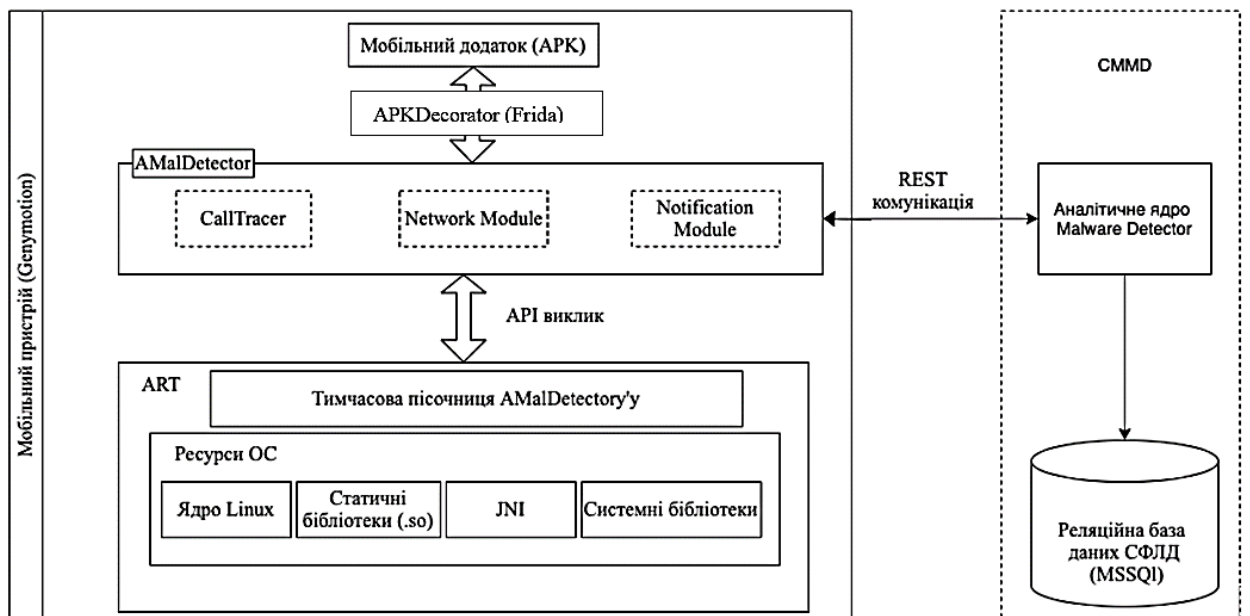 Мобільний пристрій (Genymotion)
Мобільний додаток (APK)
APKDecorator (Frida)
AMalDetector
CallTracer
Network Module
Notification
Module
API виклик
ART
Тимчасова пісочниця AMalDetectory'у
Ресурси ОС
Ядро Linux
Статичні
бібліотеки (.so)
JNI
Системні бібліотеки
REST
комунікація
CMMD
Аналітичне ядро
Malware Detector
Реляційна база
даних СФЛД
(MSSQl)